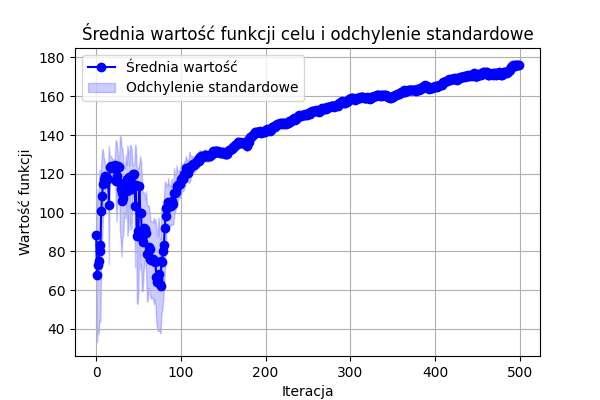 Średnia wartość funkcji celu i odchylenie standardowe
180
160
140
120
100
80
60
40
Wartość funkcji
Średnia wartość
Odchylenie standardowe
0 100 200 300 400 500
Iteracja